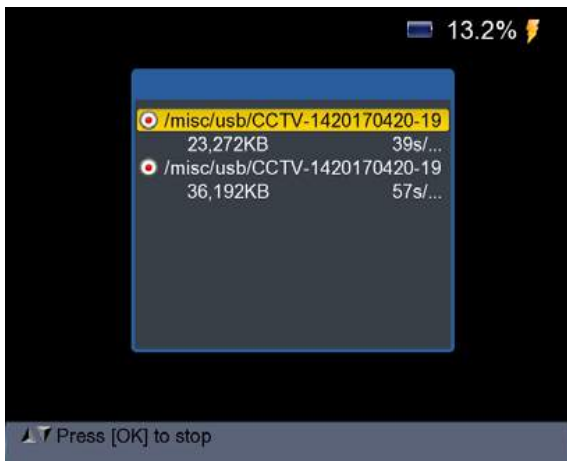 13.2%
/misc/usb/CCTV-1420170420-19
23,272KB 39s/...
/misc/usb/CCTV-1420170420-19
36,192KB 57s/...
Press [OK] to stop